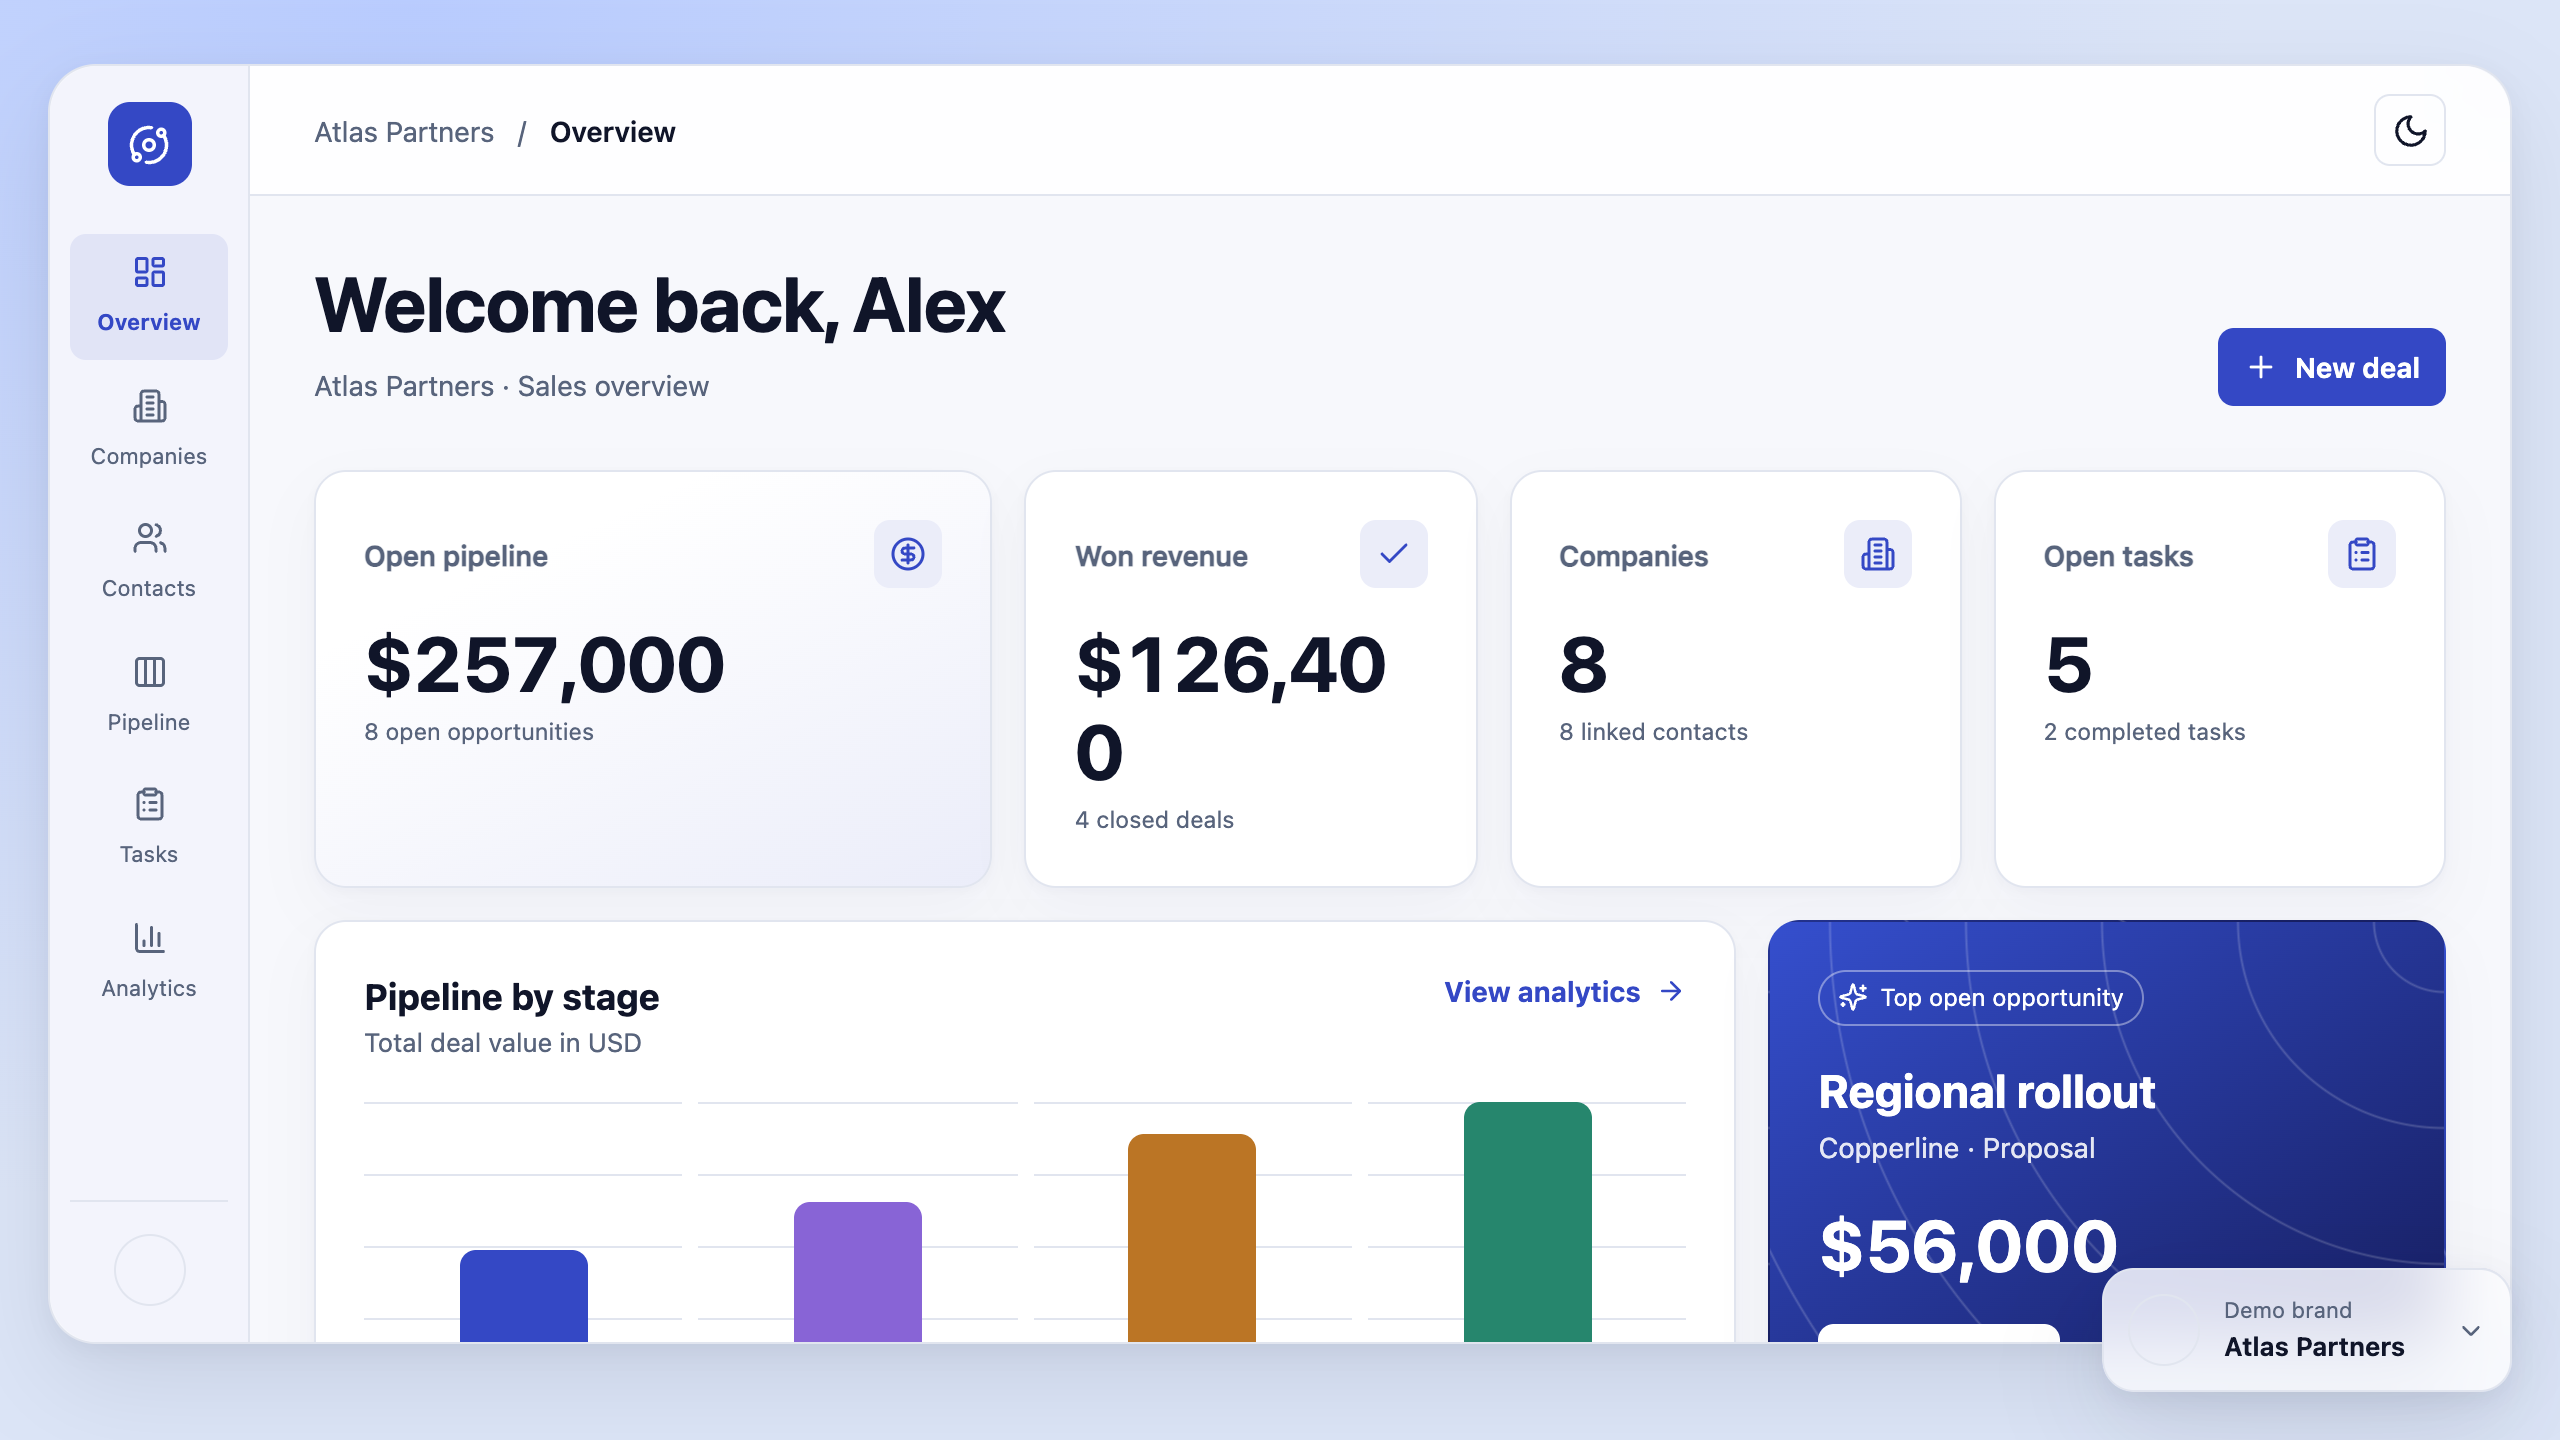 Atlas Partners / Overview
Overview
Companies
Contacts
Pipeline
Tasks
Analytics
Welcome back, Alex
Atlas Partners · Sales overview
New deal
Open pipeline
$257,000
8 open opportunities
Won revenue
$126,40
0
4 closed deals
Companies
8
8 linked contacts
Open tasks
5
2 completed tasks
Pipeline by stage
Total deal value in USD
View analytics
Top open opportunity
Regional rollout
Copperline · Proposal
$56,000
Demo brand
Atlas Partners